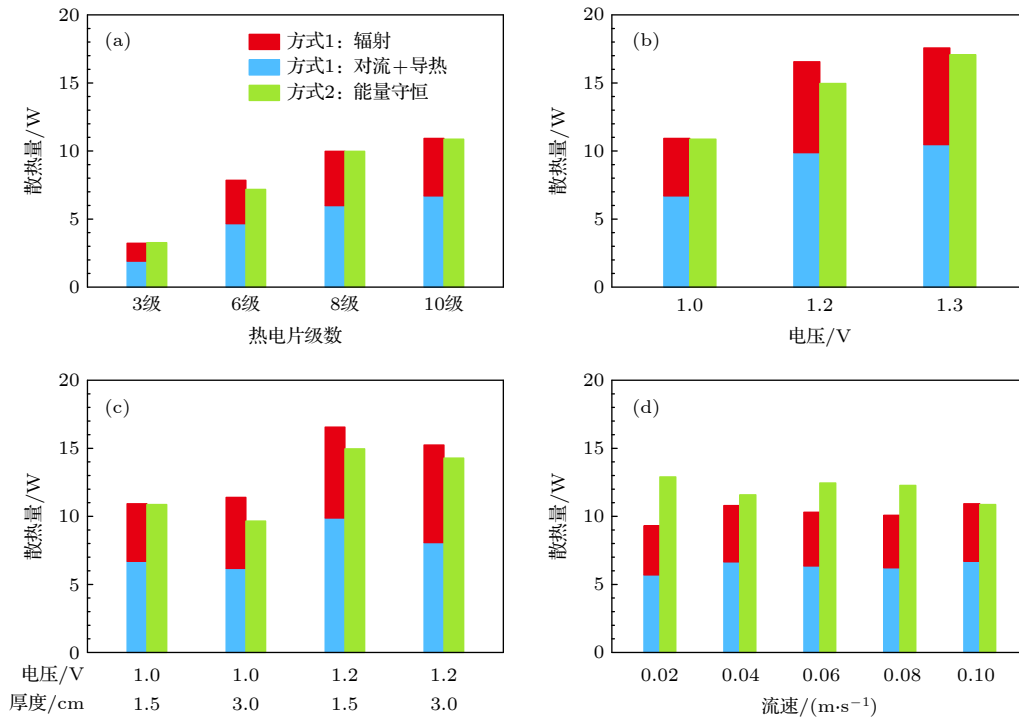 (a)
方式1：辐射
方式1：对流＋导热
方式2：能量守恒
20
15
10
5
0
散热量/W
3级 6级 8级 10级
热电片级数
(b)
20
15
10
5
0
散热量/W
1.0 1.2 1.3
电压/V
(c)
20
15
10
5
0
散热量/W
电压/V 1.0 1.0 1.2 1.2
厚度/cm 1.5 3.0 1.5 3.0
(d)
20
15
10
5
0
散热量/W
0.02 0.04 0.06 0.08 0.10
流速/(m·s⁻¹)